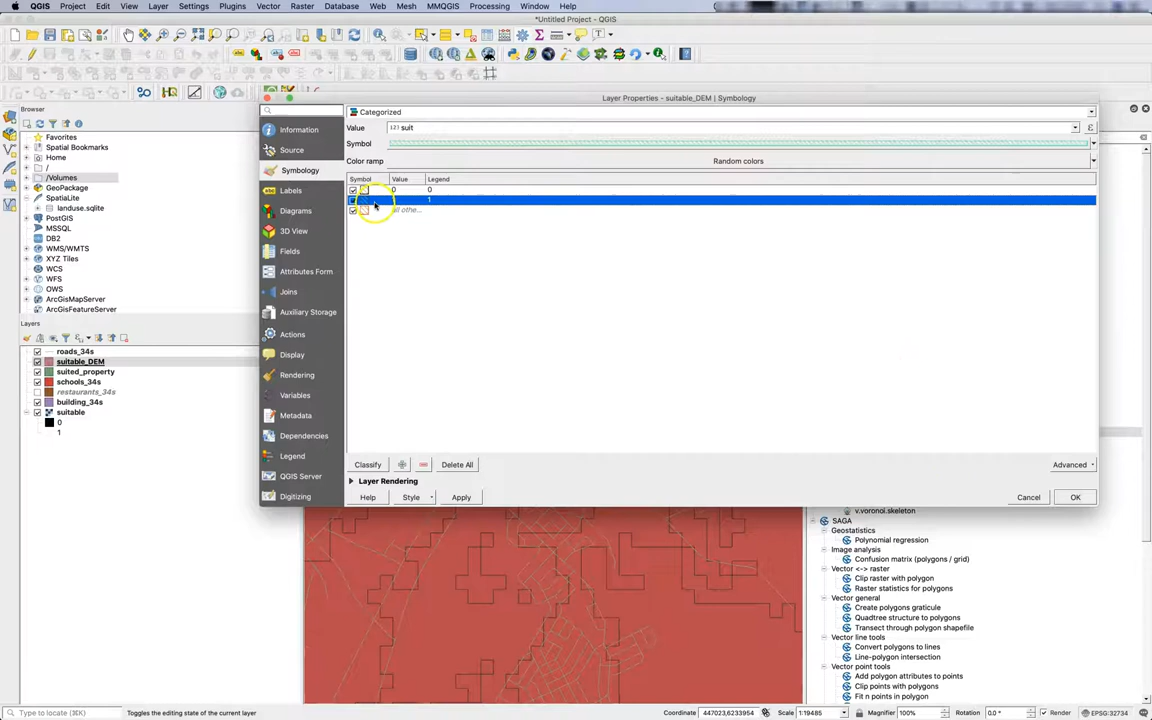 QGIS Project Edit View Layer Settings Plugins Vector Raster Database Web Mesh MMQGIS Processing Window Help
*Untitled Project - QGIS
Browser
Favorites
Spatial Bookmarks
Home
/
/Volumes
GeoPackage
SpatiaLite
landuse.sqlite
PostGIS
MSSQL
DB2
WMS/WMTS
XYZ Tiles
WCS
WFS
OWS
ArcGisMapServer
ArcGisFeatureServer
Layers
roads_34s
suitable_DEM
suited_property
schools_34s
restaurants_34s
building_34s
suitable
0
1
Layer Properties - suitable_DEM | Symbology
Information
Source
Symbology
Labels
Diagrams
3D View
Fields
Attributes Form
Joins
Auxiliary Storage
Actions
Display
Rendering
Variables
Metadata
Dependencies
Legend
QGIS Server
Digitizing
Categorized
Value 123 suit
Symbol
Color ramp Random colors
Symbol Value Legend
0 0
1
all othe...
Classify Delete All Advanced
Layer Rendering
Help Style Apply Cancel OK
v.voronoi.skeleton
SAGA
Geostatistics
Polynomial regression
Image analysis
Confusion matrix (polygons / grid)
Vector <-> raster
Clip raster with polygon
Raster statistics for polygons
Vector general
Create polygons graticule
Quadtree structure to polygons
Transect through polygon shapefile
Vector line tools
Convert polygons to lines
Line-polygon intersection
Vector point tools
Add polygon attributes to points
Clip points with polygons
Fit n points in polygon
Type to locate (⌘K) Toggles the editing state of the current layer Coordinate 447023,6233954 Scale 1:19485 Magnifier 100% Rotation 0.0 ° Render EPSG:32734